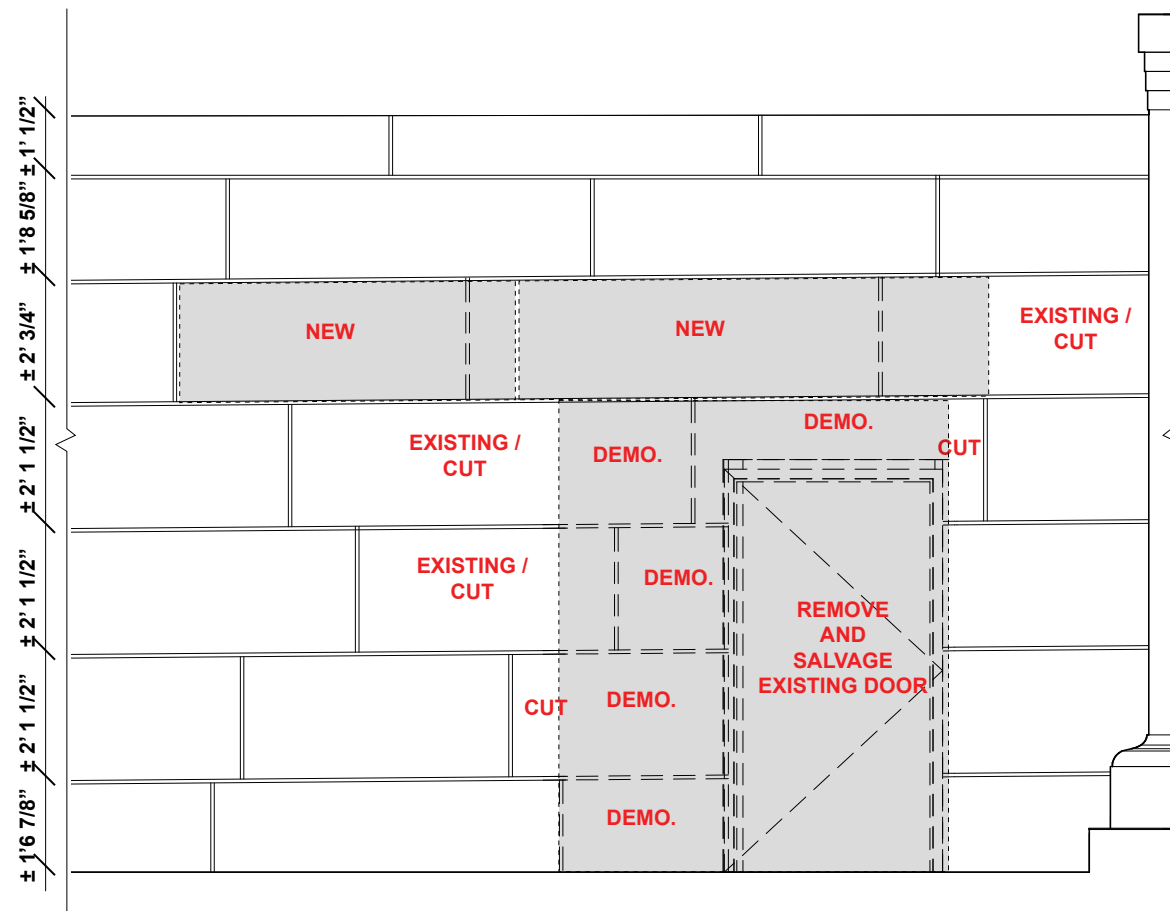 ± 1' 1/2”
± 1'8 5/8”
± 2' 3/4”
± 2' 1 1/2”
± 2' 1 1/2”
± 2' 1 1/2”
± 1'6 7/8”
NEW
NEW
EXISTING /
CUT
EXISTING /
CUT
DEMO.
DEMO.
CUT
EXISTING /
CUT
DEMO.
REMOVE
AND
SALVAGE
EXISTING DOOR
CUT
DEMO.
DEMO.